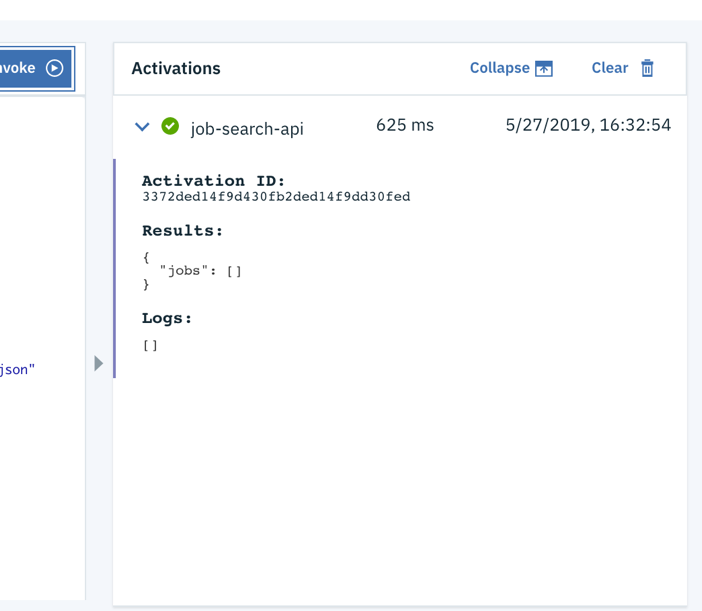 nvoke
Activations
Collapse
Clear
job-search-api
625 ms
5/27/2019, 16:32:54
Activation ID:
3372ded14f9d430fb2ded14f9dd30fed
Results:
{
"jobs": []
}
Logs:
[]
json"